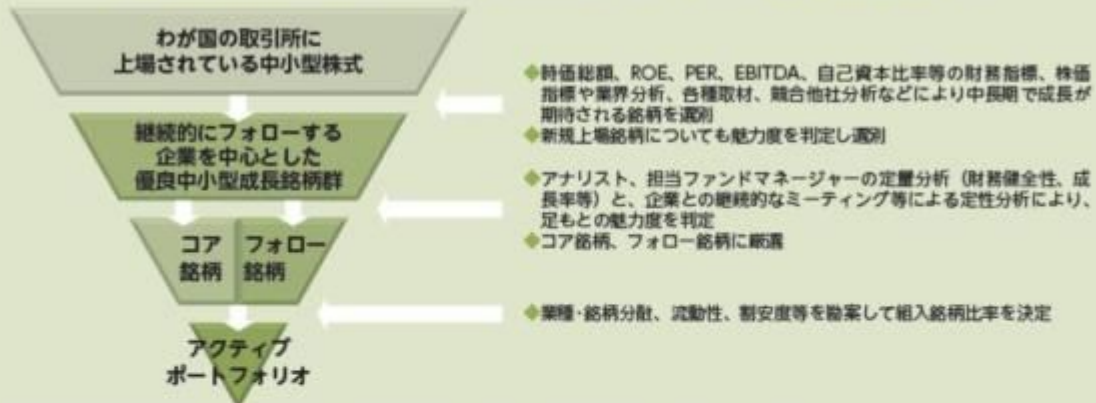 わが国の取引所に
上場されている中小型株式
◆時価総額、ROE、PER、EBITDA、自己資本比率等の財務指標、株価
指標や業界分析、各種取材、競合他社分析などにより中長期で成長が
期待される銘柄を選別
◆新規上場銘柄についても魅力度を判定し選別
継続的にフォローする
企業を中心とした
優良中小型成長銘柄群
◆アナリスト、担当ファンドマネージャーの定量分析（財務健全性、成
長率等）と、企業との継続的なミーティング等による定性分析により、
足もとの魅力度を判定
◆コア銘柄、フォロー銘柄に厳選
コア
銘柄
フォロー
銘柄
◆業種・銘柄分散、流動性、割安度等を勘案して組入銘柄比率を決定
アクティブ
ポートフォリオ